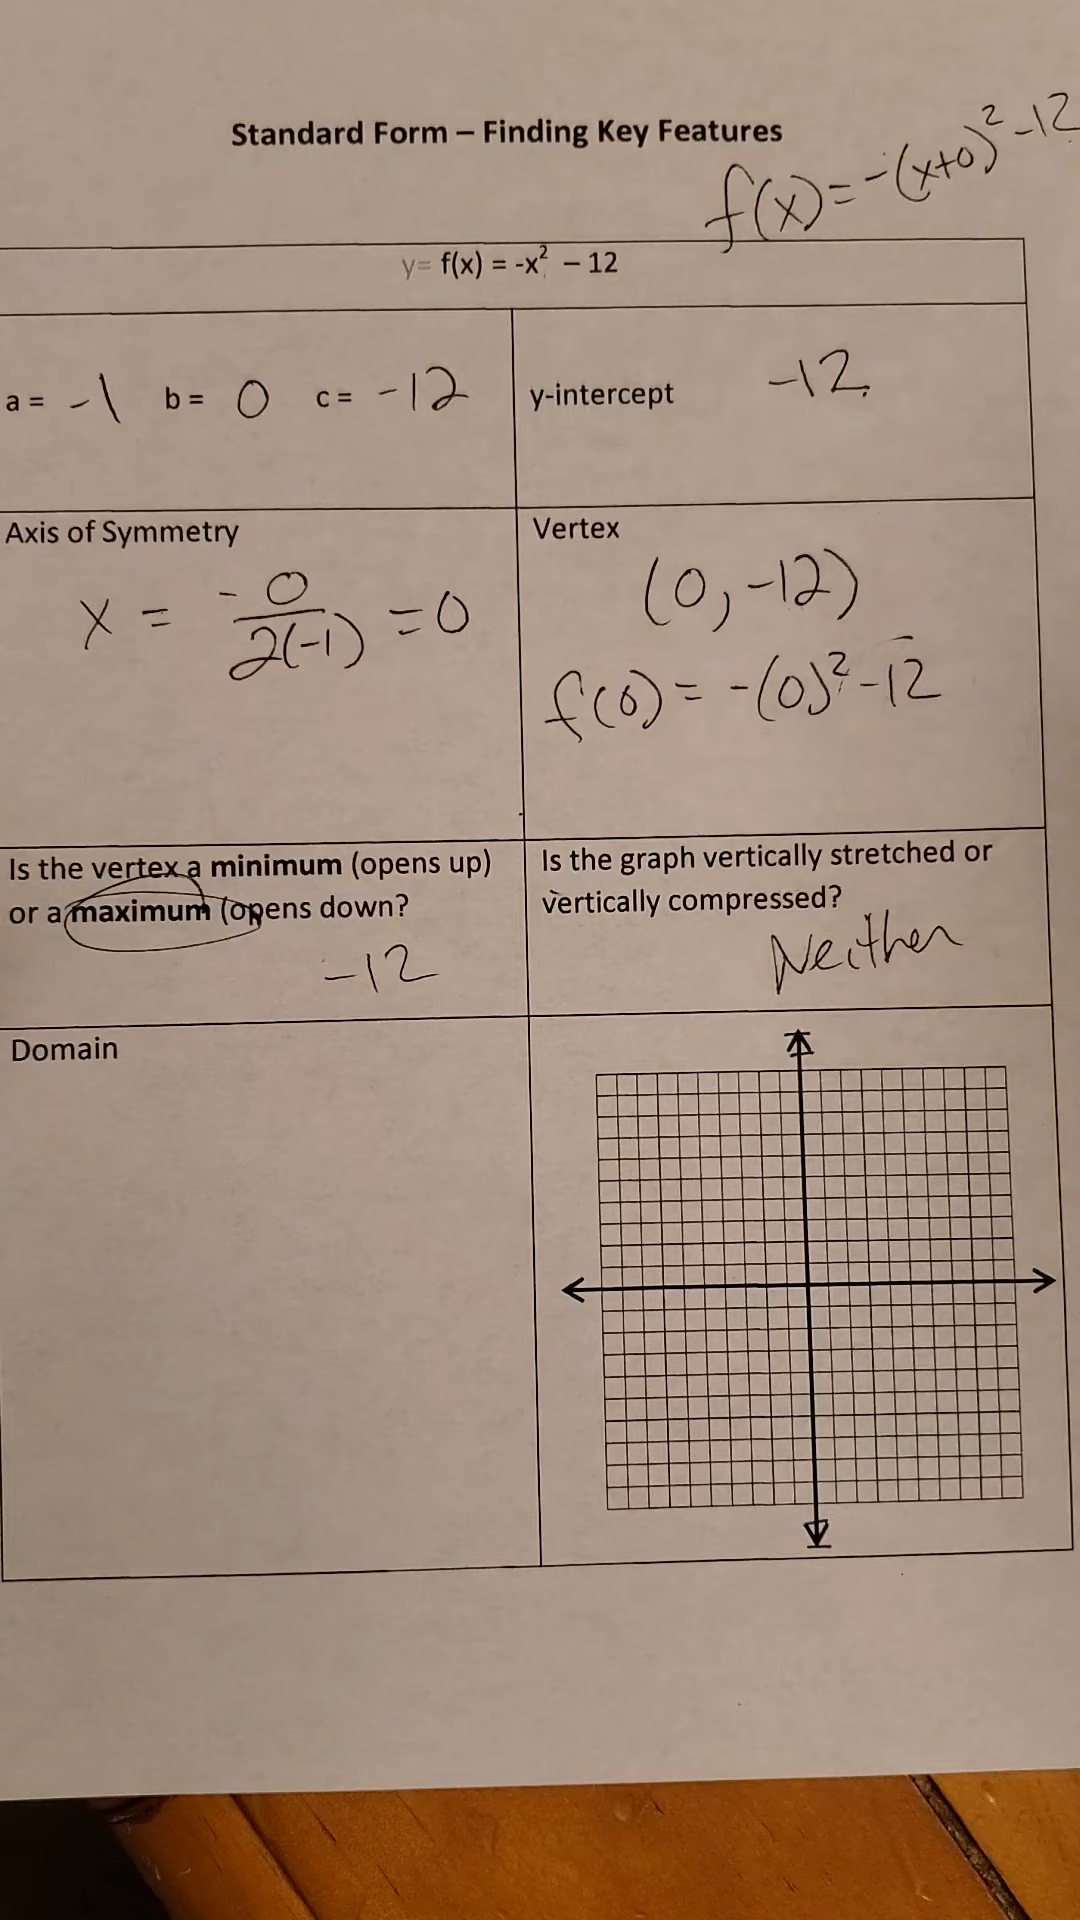 Standard Form – Finding Key Features
f(x) = -(x+0)² -12
y= f(x) = -x² – 12
a = -1 b = 0 c = -12
y-intercept -12
Axis of Symmetry
x = -0/2(-1) = 0
Vertex
(0, -12)
f(0) = -(0)² -12
Is the vertex a minimum (opens up)
or a maximum (opens down?
-12
Is the graph vertically stretched or
vertically compressed?
Neither
Domain